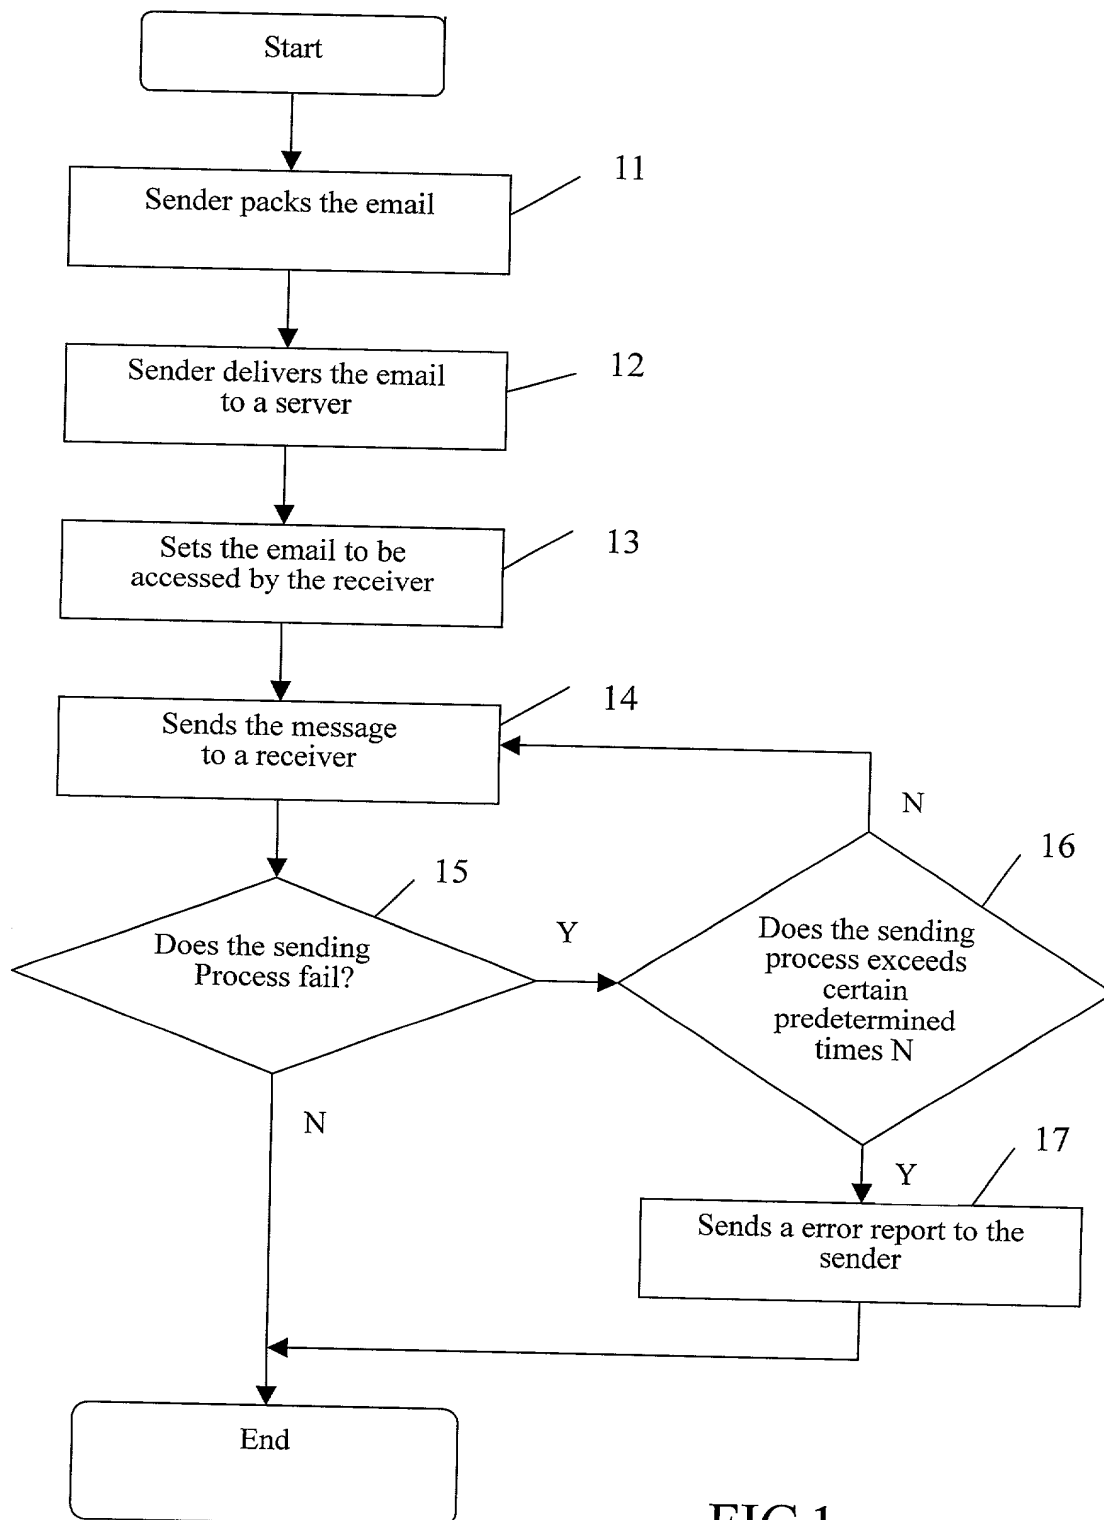 Start
Sender packs the email
11
Sender delivers the email
to a server
12
Sets the email to be
accessed by the receiver
13
Sends the message
to a receiver
14
N
15
16
Does the sending
Process fail?
Y
Does the sending
process exceeds
certain
predetermined
times N
N
17
Y
Sends a error report to the
sender
End
FIG.1